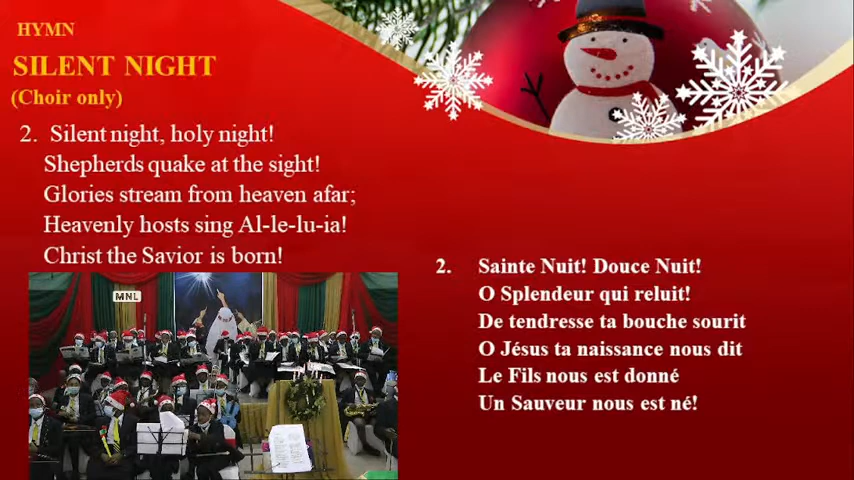 HYMN
SILENT NIGHT
(Choir only)
2. Silent night, holy night!
Shepherds quake at the sight!
Glories stream from heaven afar;
Heavenly hosts sing Al-le-lu-ia!
Christ the Savior is born!
MNL
2. Sainte Nuit! Douce Nuit!
O Splendeur qui reluit!
De tendresse ta bouche sourit
O Jésus ta naissance nous dit
Le Fils nous est donné
Un Sauveur nous est né!